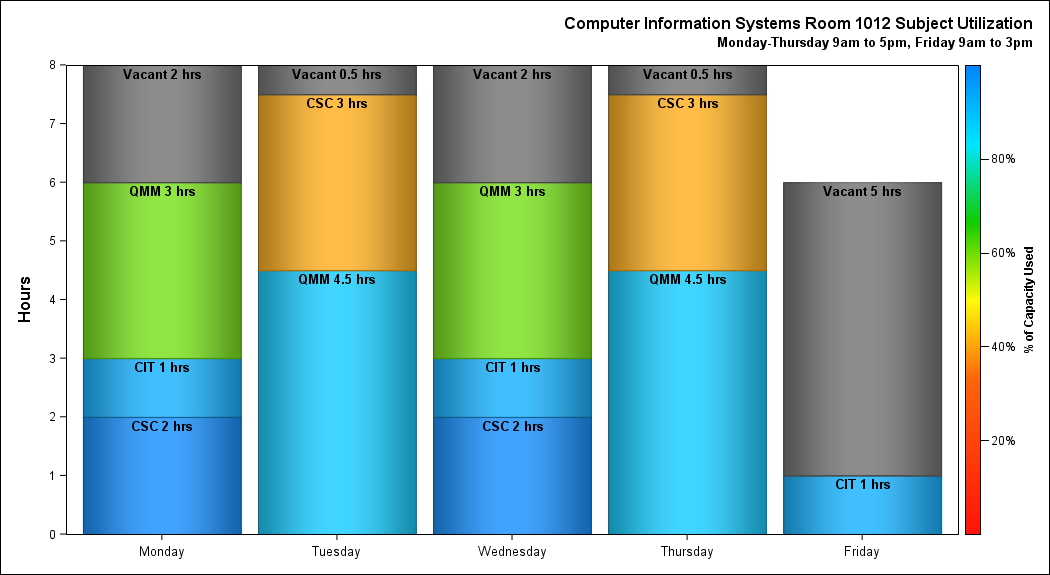 Computer Information Systems Room 1012 Subject Utilization
Monday-Thursday 9am to 5pm, Friday 9am to 3pm
Hours
8
7
6
5
4
3
2
1
0
Vacant 2 hrs
QMM 3 hrs
CIT 1 hrs
CSC 2 hrs
Vacant 0.5 hrs
CSC 3 hrs
QMM 4.5 hrs
Vacant 2 hrs
QMM 3 hrs
CIT 1 hrs
CSC 2 hrs
Vacant 0.5 hrs
CSC 3 hrs
QMM 4.5 hrs
Vacant 5 hrs
CIT 1 hrs
Monday
Tuesday
Wednesday
Thursday
Friday
80%
60%
40%
20%
% of Capacity Used